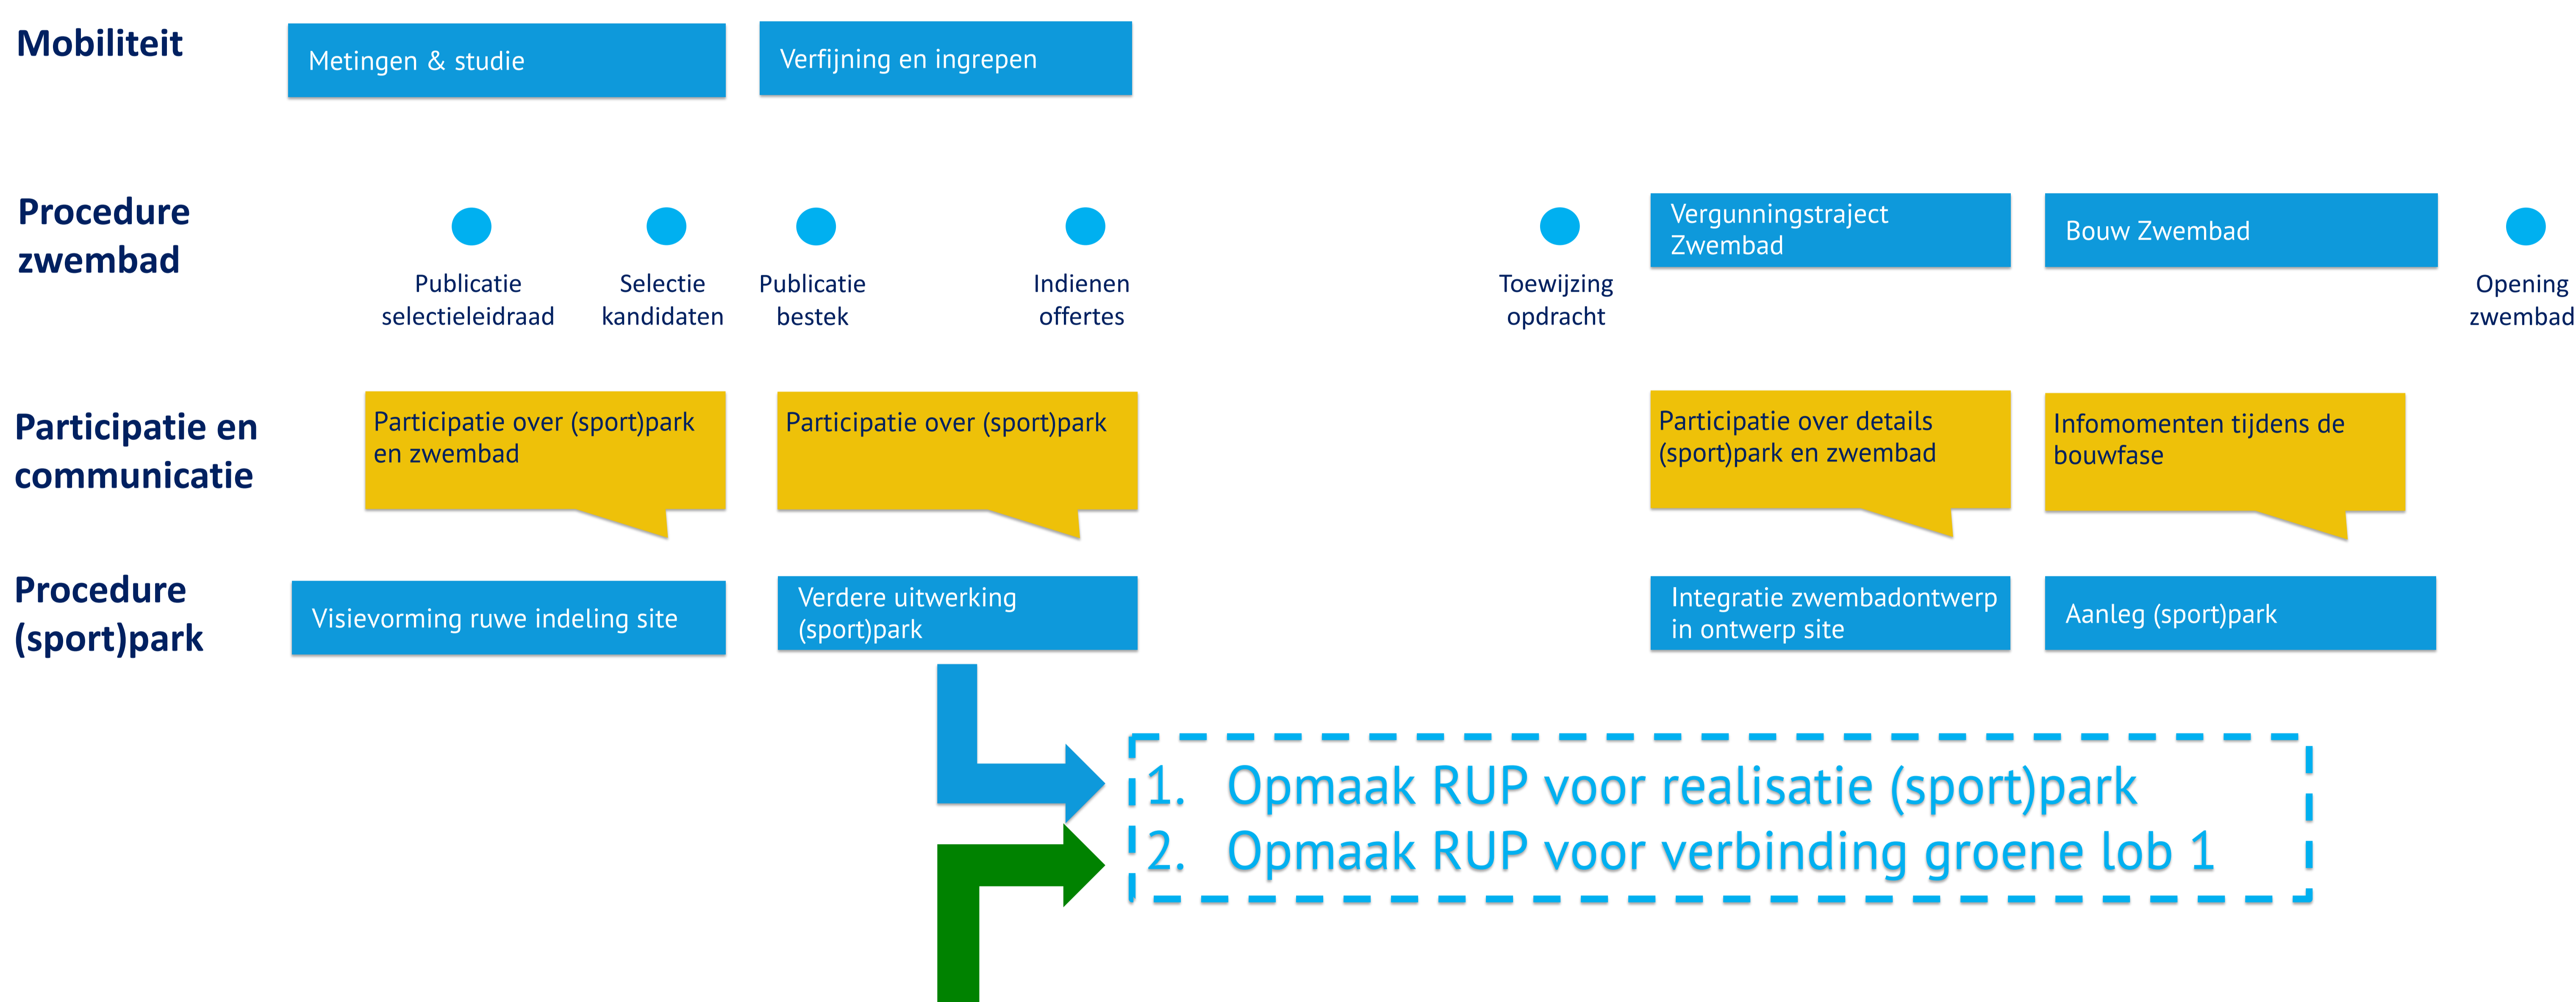 Mobiliteit
Metingen & studie
Verfijning en ingrepen
Procedure
zwembad
Publicatie
selectieleidraad
Selectie
kandidaten
Publicatie
bestek
Indienen
offertes
Toewijzing
opdracht
Vergunningstraject
Zwembad
Bouw Zwembad
Opening
zwembad
Participatie en
communicatie
Participatie over (sport)park
en zwembad
Participatie over (sport)park
Participatie over details
(sport)park en zwembad
Infomomenten tijdens de
bouwfase
Procedure
(sport)park
Visievorming ruwe indeling site
Verdere uitwerking
(sport)park
Integratie zwembadontwerp
in ontwerp site
Aanleg (sport)park
1. Opmaak RUP voor realisatie (sport)park
2. Opmaak RUP voor verbinding groene lob 1